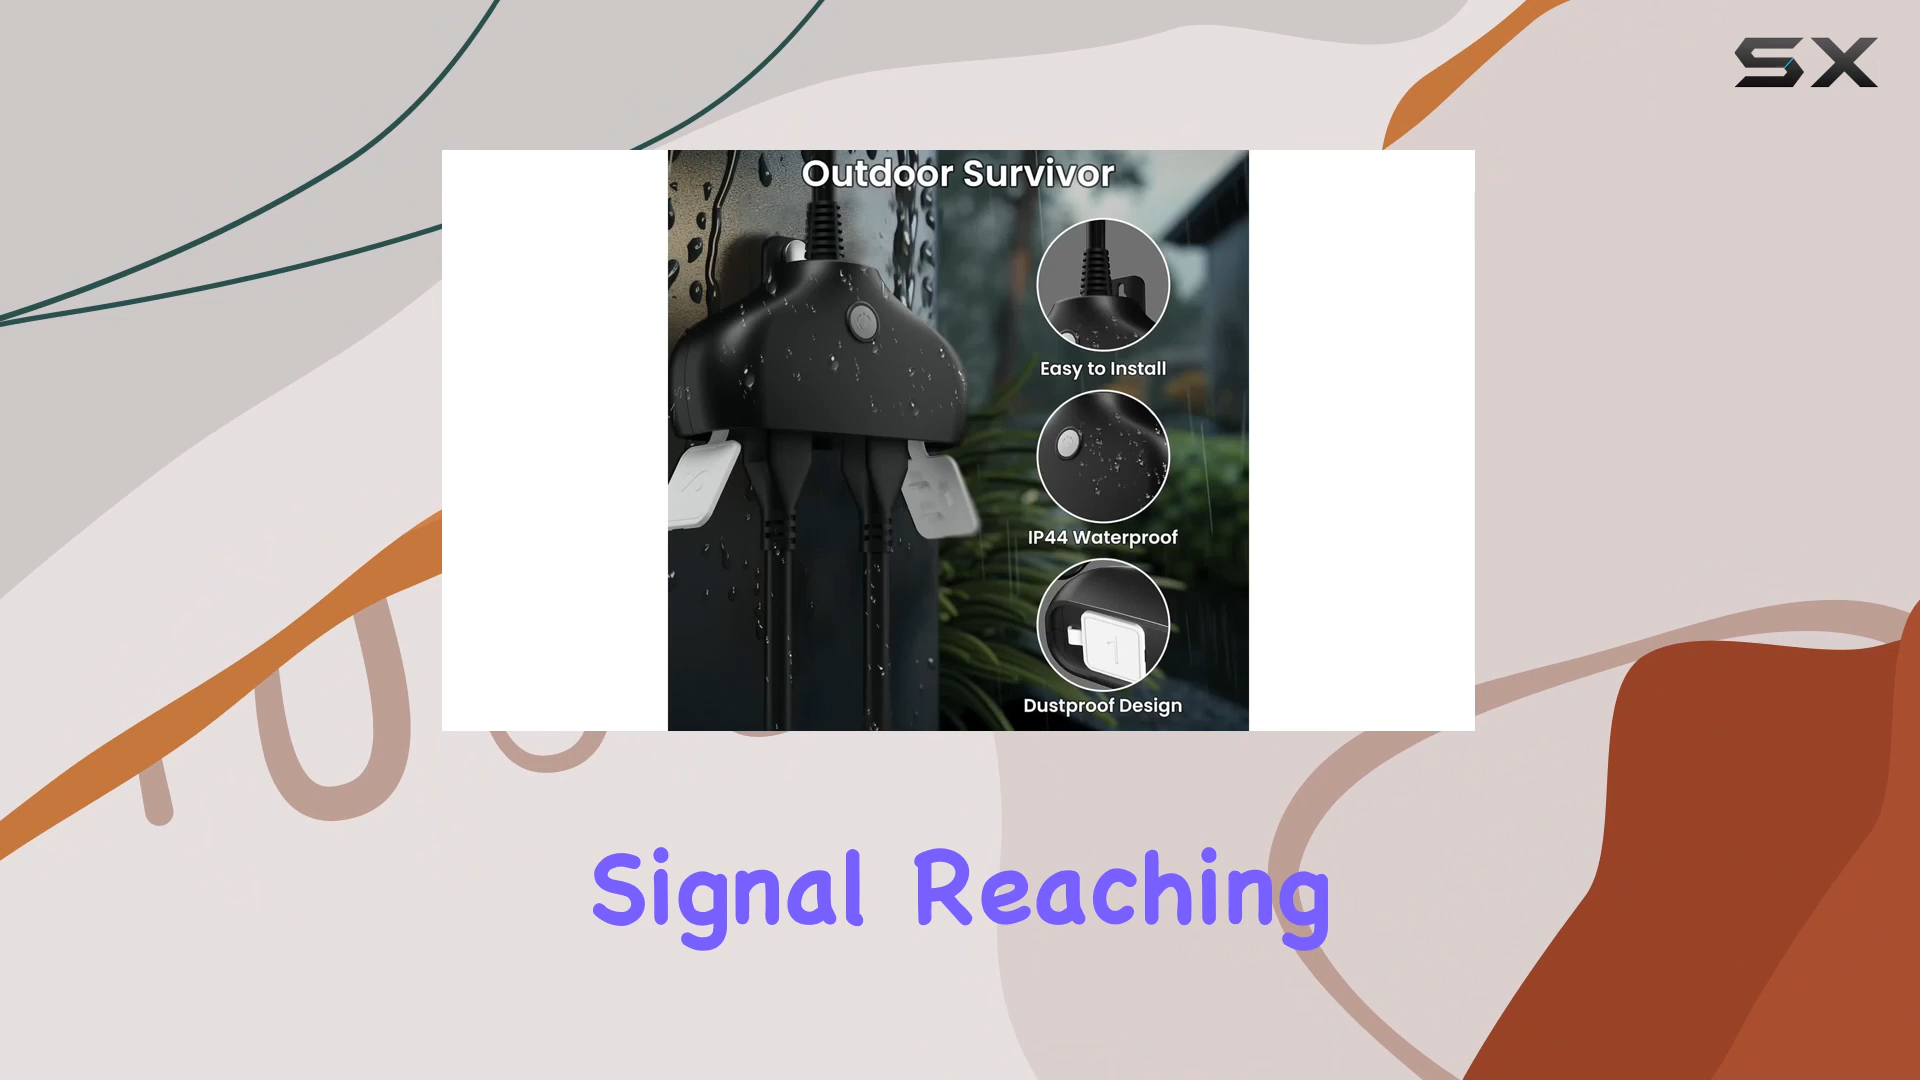 SX
Outdoor Survivor
Easy to Install
IP44 Waterproof
Dustproof Design
Signal Reaching